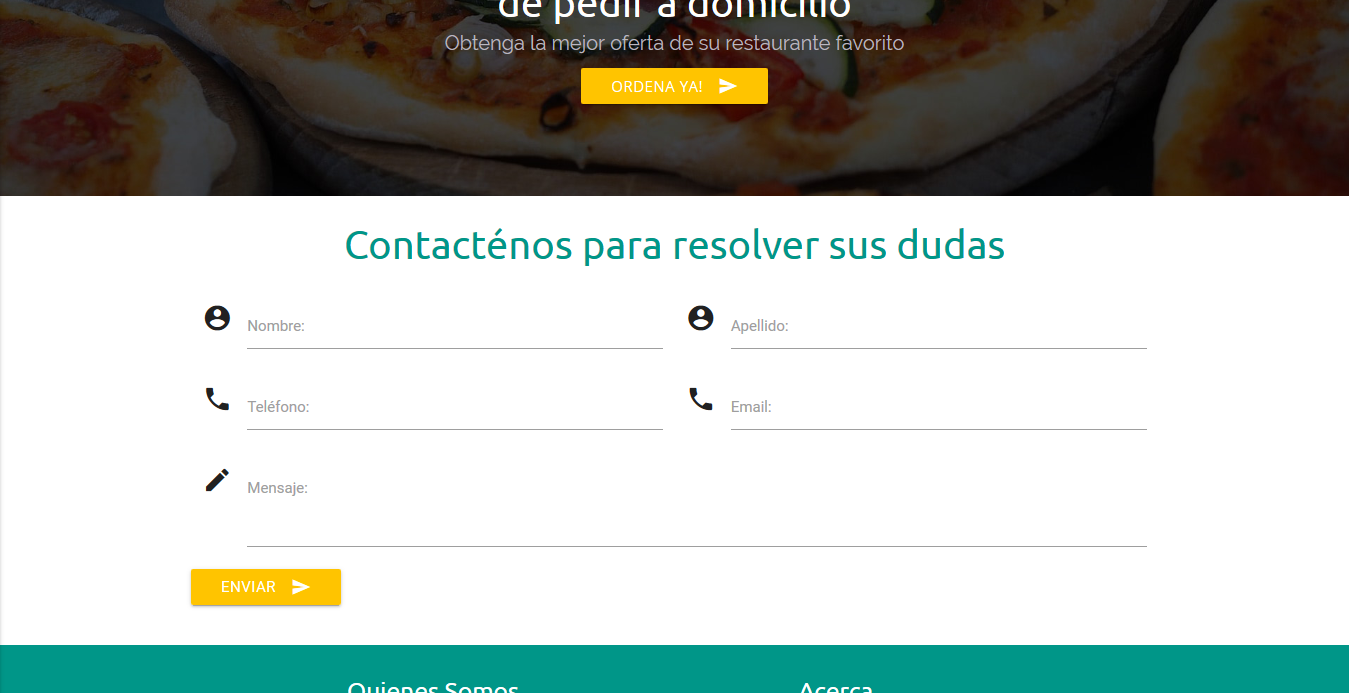 de pedir a domicilio
Obtenga la mejor oferta de su restaurante favorito
ORDENA YA!
Contacténos para resolver sus dudas
Nombre:
Apellido:
Teléfono:
Email:
Mensaje:
ENVIAR
Quienes Somos
Acerca